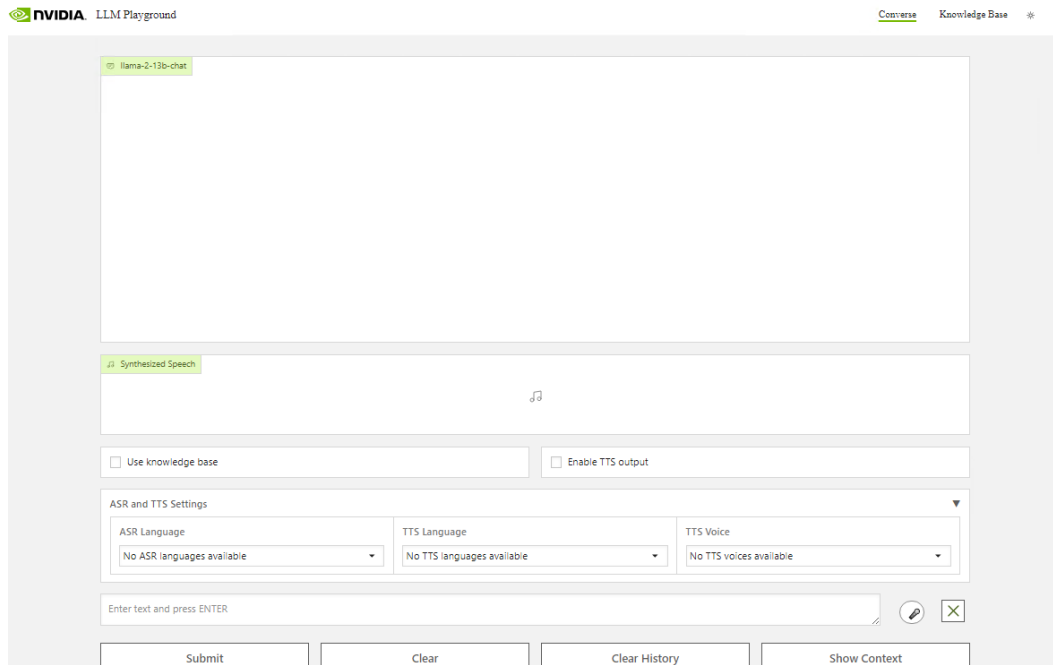 NVIDIA. LLM Playground Converse Knowledge Base
llama-2-13b-chat
Synthesized Speech
Use knowledge base Enable TTS output
ASR and TTS Settings
ASR Language TTS Language TTS Voice
No ASR languages available No TTS languages available No TTS voices available
Enter text and press ENTER
Submit Clear Clear History Show Context